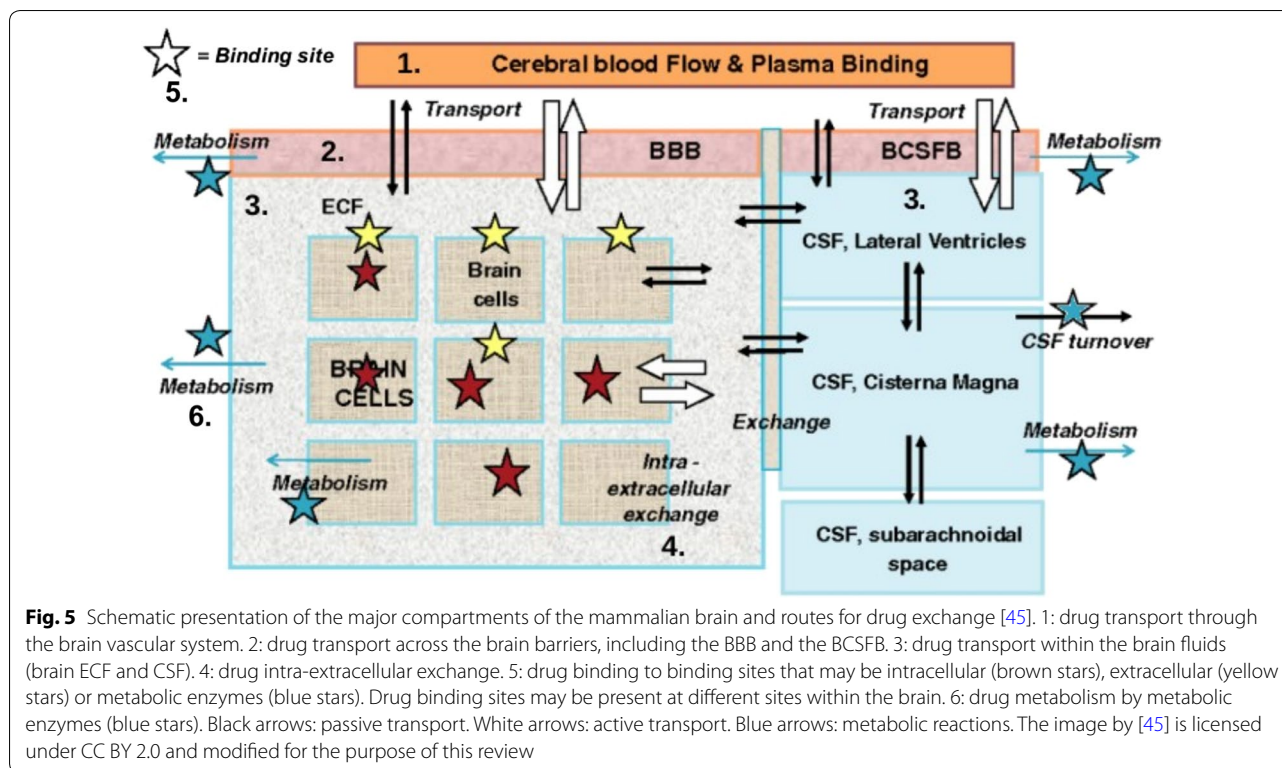 = Binding site
5.
1. Cerebral blood Flow & Plasma Binding
Transport
Transport
Metabolism
2.
BBB
BCSFB
Metabolism
3.
ECF
3.
CSF, Lateral Ventricles
Brain
cells
CSF turnover
Metabolism
6.
BRAIN
CELLS
CSF, Cisterna Magna
Exchange
Metabolism
Metabolism
Intra -
extracellular
exchange
4.
CSF, subarachnoidal
space
Fig. 5 Schematic presentation of the major compartments of the mammalian brain and routes for drug exchange [45]. 1: drug transport through
the brain vascular system. 2: drug transport across the brain barriers, including the BBB and the BCSFB. 3: drug transport within the brain fluids
(brain ECF and CSF). 4: drug intra-extracellular exchange. 5: drug binding to binding sites that may be intracellular (brown stars), extracellular (yellow
stars) or metabolic enzymes (blue stars). Drug binding sites may be present at different sites within the brain. 6: drug metabolism by metabolic
enzymes (blue stars). Black arrows: passive transport. White arrows: active transport. Blue arrows: metabolic reactions. The image by [45] is licensed
under CC BY 2.0 and modified for the purpose of this review